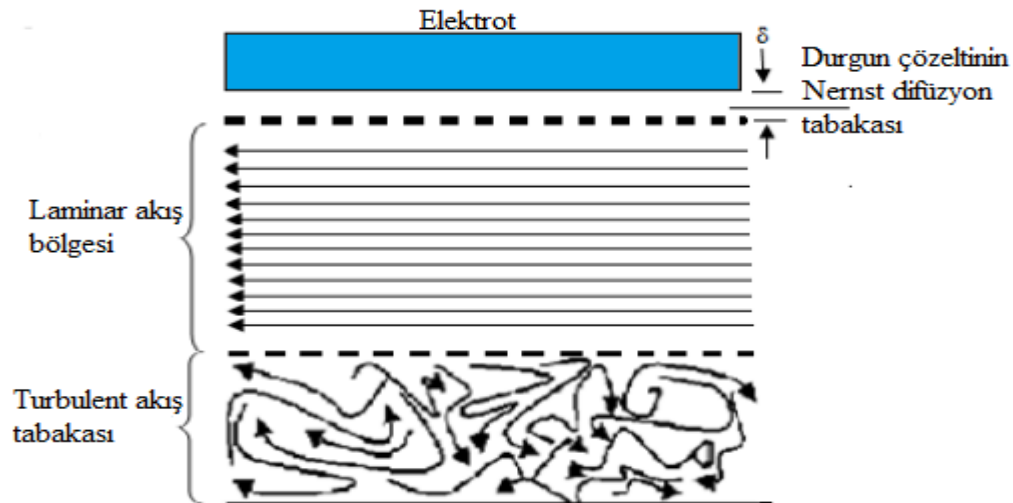 Elektrot
δ
Durgun çözeltinin
Nernst difüzyon
tabakası
Laminar akış
bölgesi
Turbulent akış
tabakası